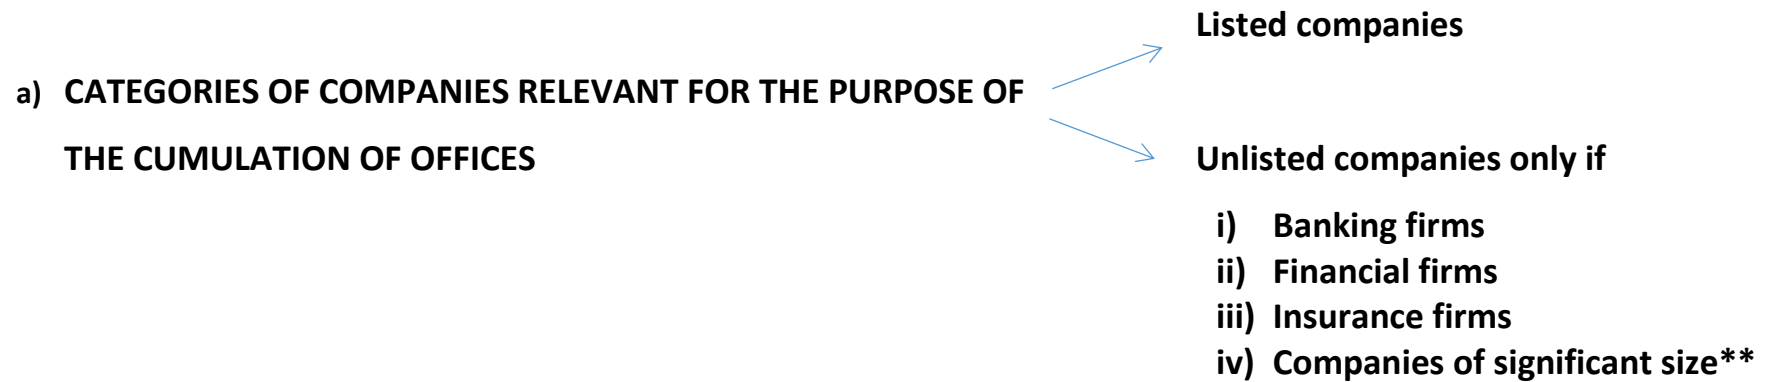 Listed companies
a) CATEGORIES OF COMPANIES RELEVANT FOR THE PURPOSE OF
THE CUMULATION OF OFFICES
Unlisted companies only if
i) Banking firms
ii) Financial firms
iii) Insurance firms
iv) Companies of significant size**